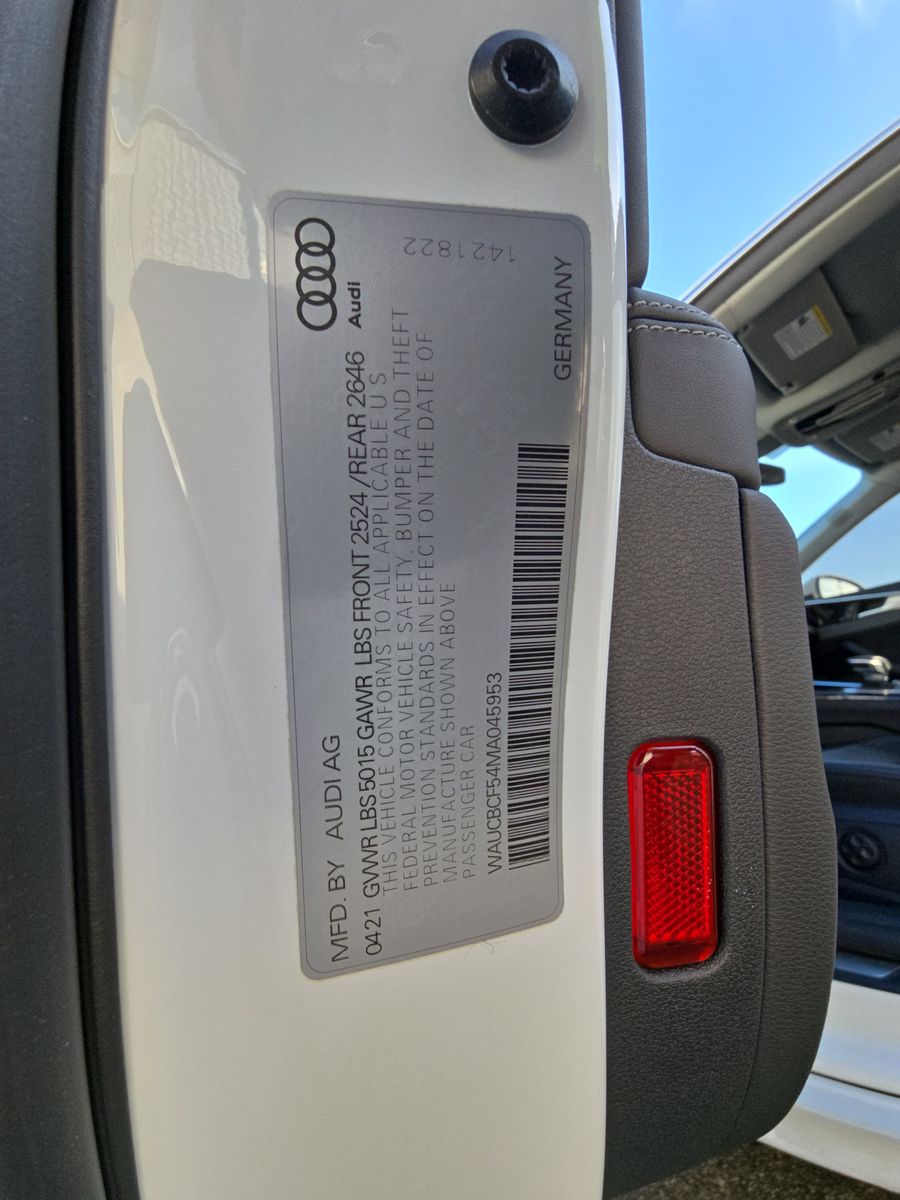 Audi
MFD. BY AUDI AG
0421 GVWR LBS 5015 GAWR LBS FRONT 2524 /REAR 2646
THIS VEHICLE CONFORMS TO ALL APPLICABLE U.S
FEDERAL MOTOR VEHICLE SAFETY, BUMPER AND THEFT
PREVENTION STANDARDS IN EFFECT ON THE DATE OF
MANUFACTURE SHOWN ABOVE
PASSENGER CAR
WAUCBCF54MA045953
GERMANY
1421822